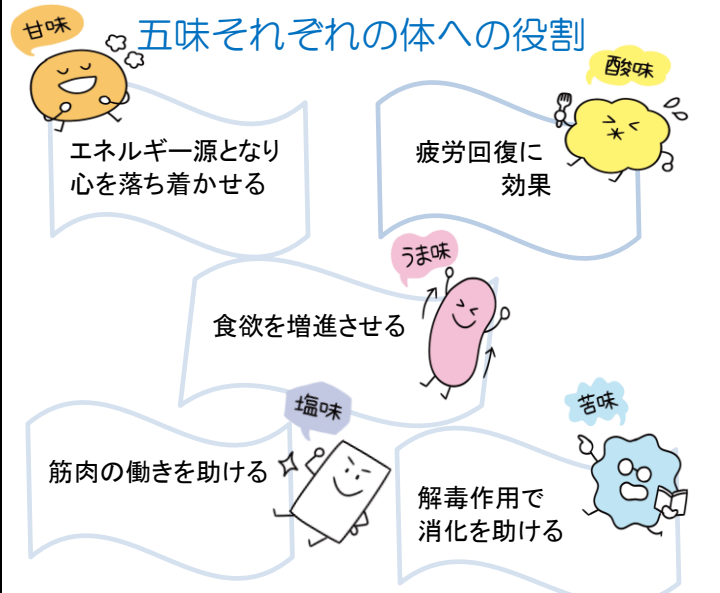 五味それぞれの体への役割
甘味
エネルギー源となり
心を落ち着かせる
酸味
疲労回復に
効果
うま味
食欲を増進させる
塩味
筋肉の働きを助ける
苦味
解毒作用で
消化を助ける